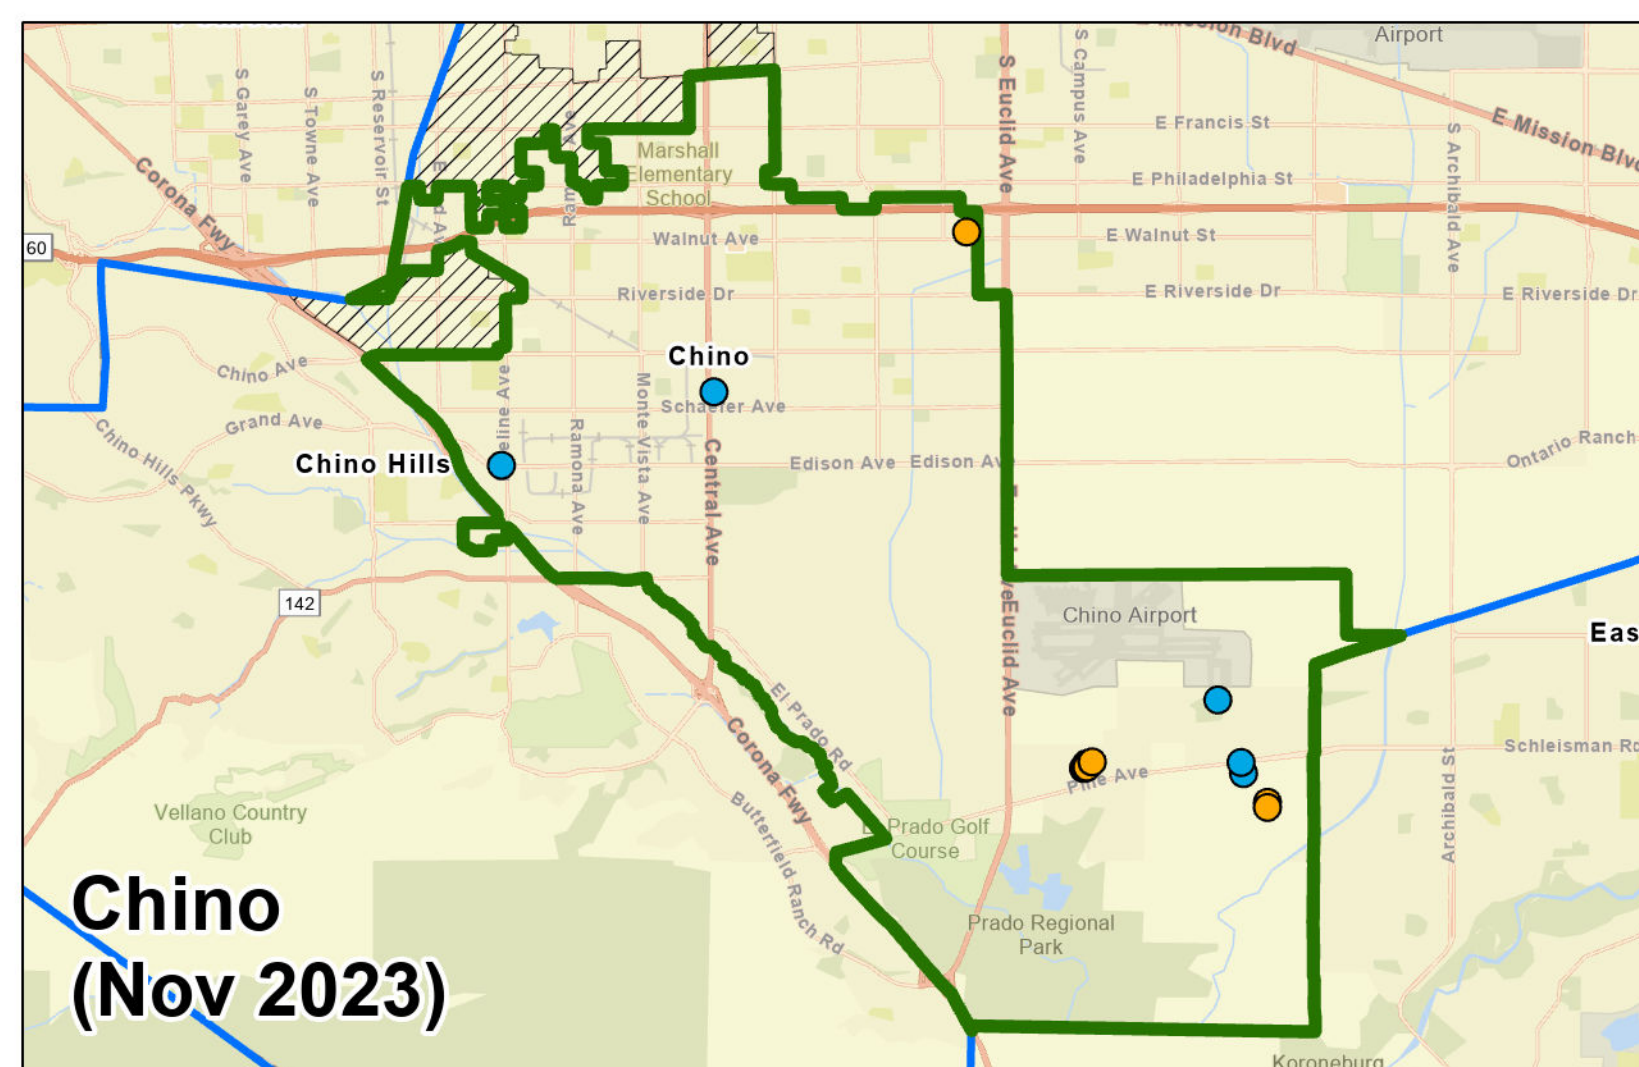 Airport
E Mission Blvd
E Mission Blvd
S Garey Ave
S Towne Ave
S Reservoir St
S Euclid Ave
S Campus Ave
S Archibald Ave
E Francis St
E Philadelphia St
Marshall
Elementary
School
Corona Fwy
60
Walnut Ave
E Walnut St
Riverside Dr
E Riverside Dr
E Riverside Dr
Chino
Chino Ave
Grand Ave
Schaefer Ave
Monte Vista Ave
Ramona Ave
Central Ave
Chino Hills Pkwy
Chino Hills
Edison Ave
Edison Av
Ontario Ranch
142
Chino Airport
Euclid Ave
Eas
El Prado Rd
Corona Fwy
Butterfield Ranch Rd
Pine Ave
Schleisman Rd
Archibald St
Vellano Country
Club
Prado Golf
Course
Prado Regional
Park
Chino
(Nov 2023)
Koroneburg